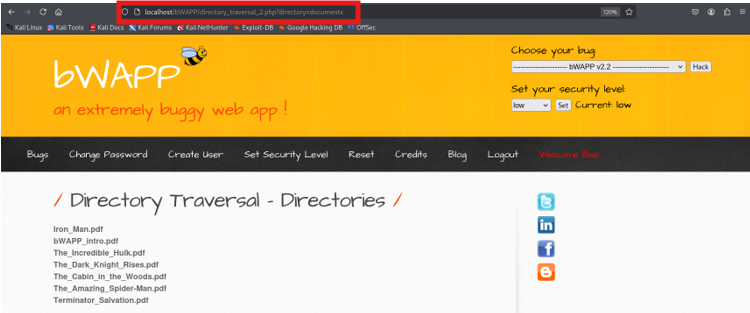 localhost/bWAPP/directory_traversal_2.php?directory=documents
120%
Kali Linux Kali Tools Kali Docs Kali Forums Kali NetHunter Exploit-DB Google Hacking DB OffSec
bWAPP
an extremely buggy web app !
Choose your bug:
---------------------- bWAPP v2.2 ---------------------- Hack
Set your security level:
low Set Current: low
Bugs Change Password Create User Set Security Level Reset Credits Blog Logout Welcome Bee
/ Directory Traversal - Directories /
Iron_Man.pdf
bWAPP_intro.pdf
The_Incredible_Hulk.pdf
The_Dark_Knight_Rises.pdf
The_Cabin_in_the_Woods.pdf
The_Amazing_Spider-Man.pdf
Terminator_Salvation.pdf